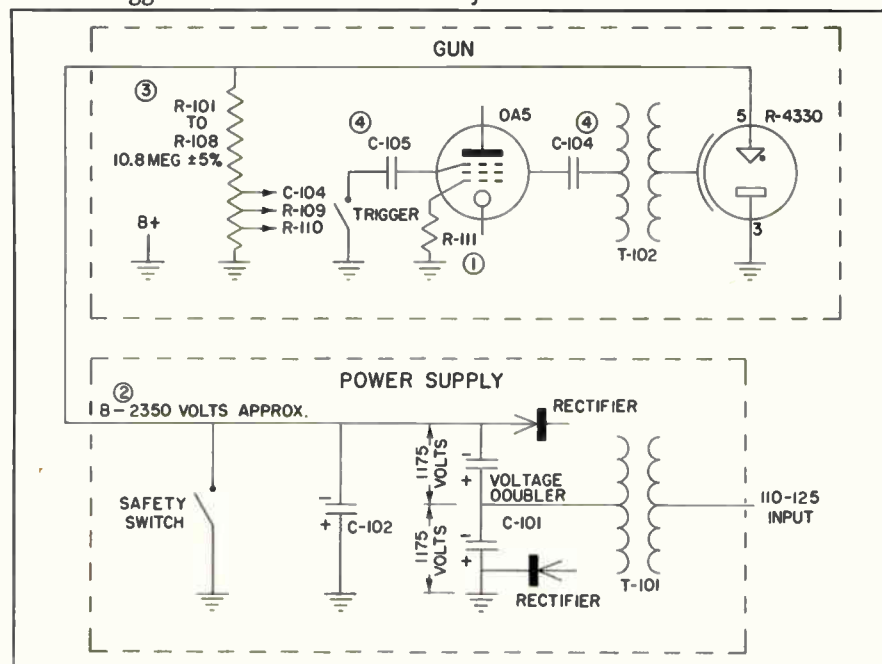 GUN
③
R-101
TO
R-108
10.8 MEG ±5%
C-104
R-109
R-110
8+
④
C-105
TRIGGER
R-111
①
OA5
④
C-104
T-102
5
R-4330
3
POWER SUPPLY
②
8-2350 VOLTS APPROX.
SAFETY
SWITCH
-
+
C-102
1175
VOLTS
1175
VOLTS
-
+
-
+
VOLTAGE
DOUBLER
C-101
RECTIFIER
RECTIFIER
T-101
110-125
INPUT